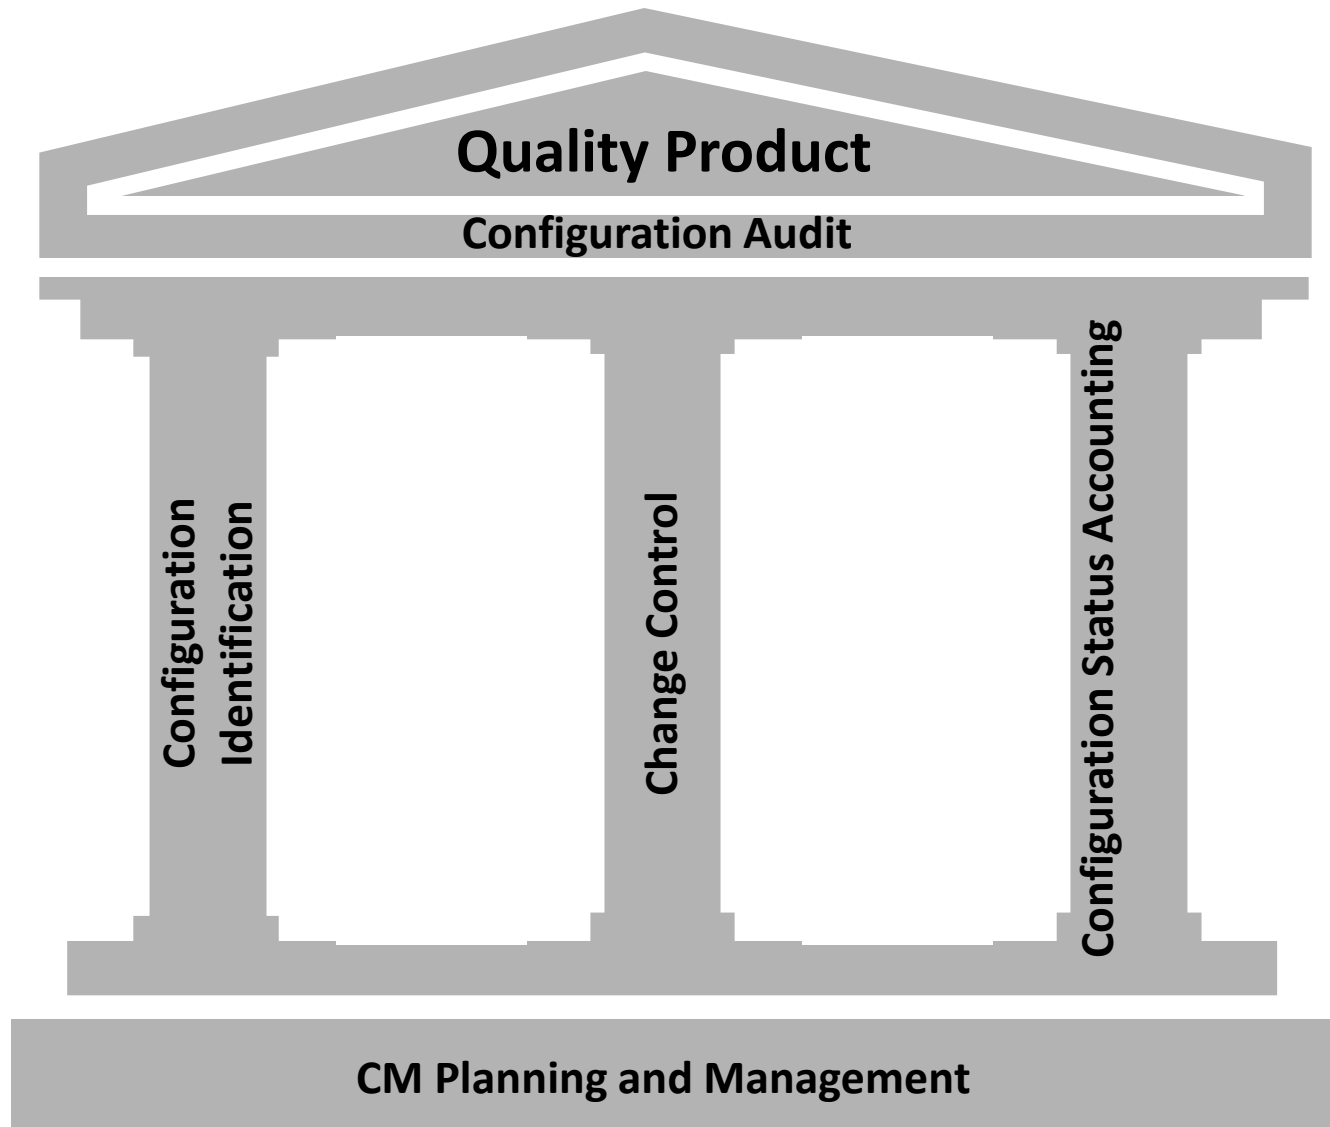 Quality Product
Configuration Audit
Configuration
Identification
Change Control
Configuration Status Accounting
CM Planning and Management